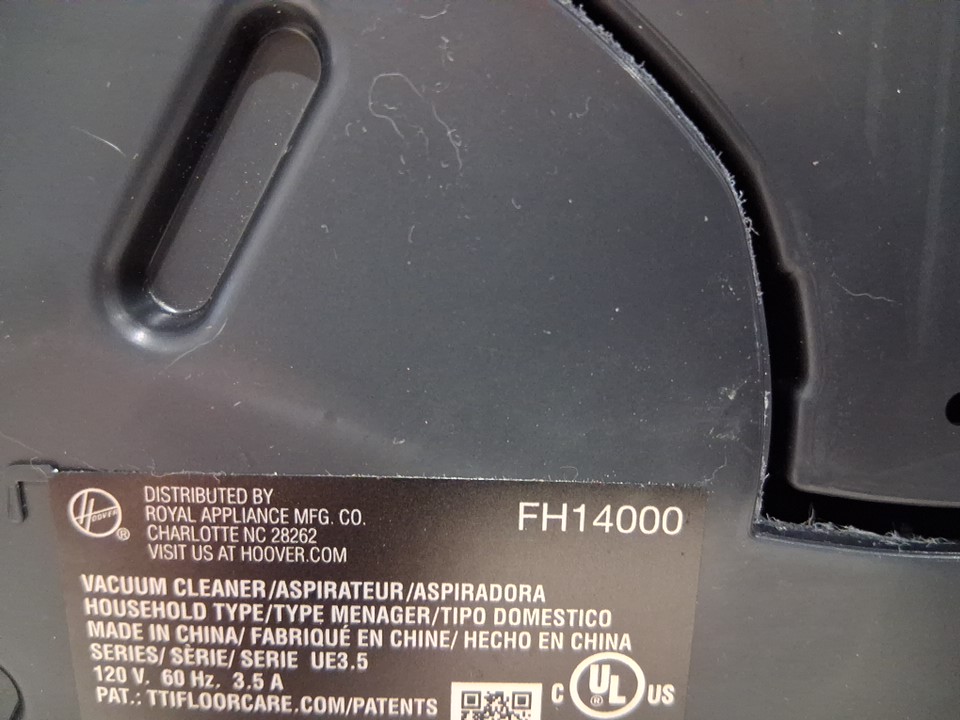 HOOVER
®
DISTRIBUTED BY
ROYAL APPLIANCE MFG. CO.
CHARLOTTE NC 28262
VISIT US AT HOOVER.COM
FH14000
VACUUM CLEANER/ASPIRATEUR/ASPIRADORA
HOUSEHOLD TYPE/TYPE MENAGER/TIPO DOMESTICO
MADE IN CHINA/ FABRIQUÉ EN CHINE/ HECHO EN CHINA
SERIES/ SÈRIE/ SERIE UE3.5
120 V. 60 Hz. 3.5 A
PAT.: TTIFLOORCARE.COM/PATENTS
C UL ® US